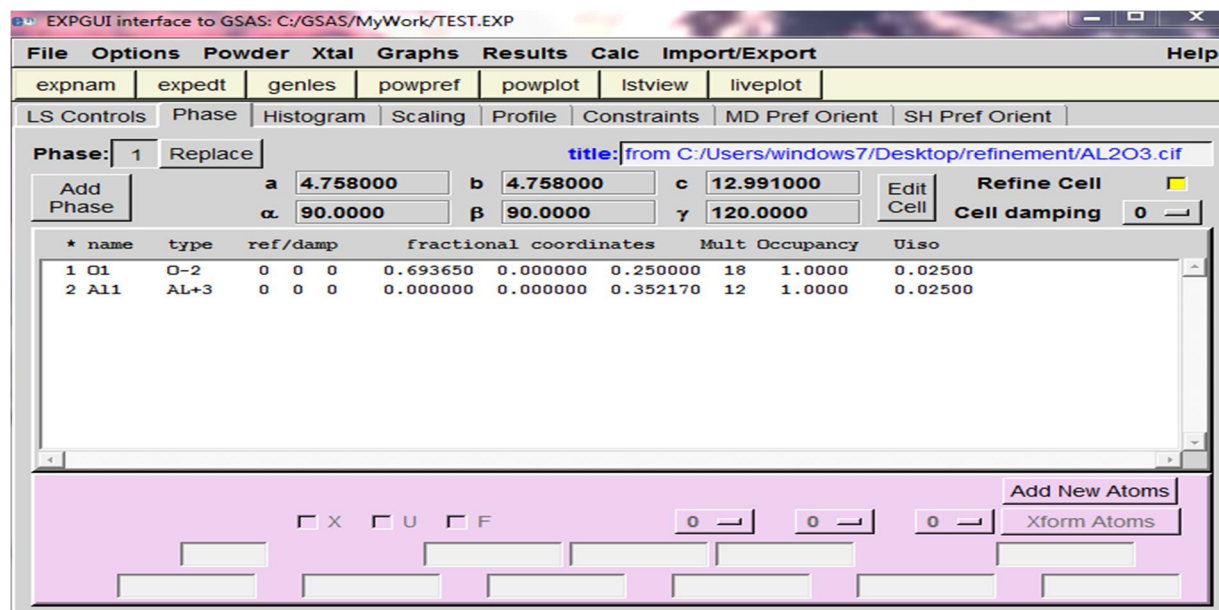 EXPGUI interface to GSAS: C:/GSAS/MyWork/TEST.EXP
File Options Powder Xtal Graphs Results Calc Import/Export Help
expnam expedt genles powpref powplot lstview liveplot
LS Controls Phase Histogram Scaling Profile Constraints MD Pref Orient SH Pref Orient
Phase: 1 Replace title: from C:/Users/windows7/Desktop/refinement/AL2O3.cif
Add Phase a 4.758000 b 4.758000 c 12.991000 Edit Cell Refine Cell
α 90.0000 β 90.0000 γ 120.0000 Cell damping 0
* name type ref/damp fractional coordinates Mult Occupancy Uiso
1 O1 O-2 0 0 0 0.693650 0.000000 0.250000 18 1.0000 0.02500
2 Al1 AL+3 0 0 0 0.000000 0.000000 0.352170 12 1.0000 0.02500
Add New Atoms
X U F 0 0 0 Xform Atoms